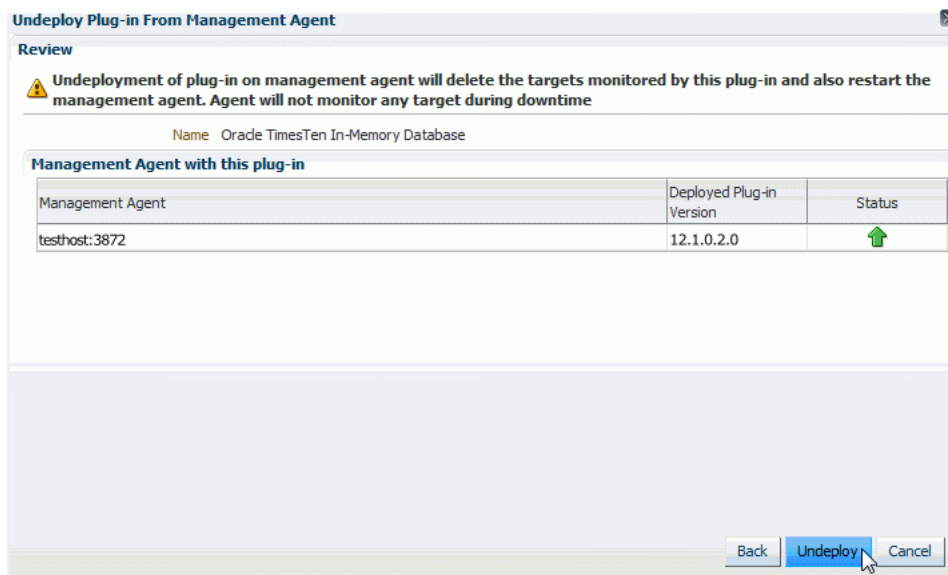 Undeploy Plug-in From Management Agent
Review
Undeployment of plug-in on management agent will delete the targets monitored by this plug-in and also restart the
management agent. Agent will not monitor any target during downtime
Name Oracle TimesTen In-Memory Database
Management Agent with this plug-in
Management Agent Deployed Plug-in Version Status
testhost:3872 12.1.0.2.0
Back Undeploy Cancel